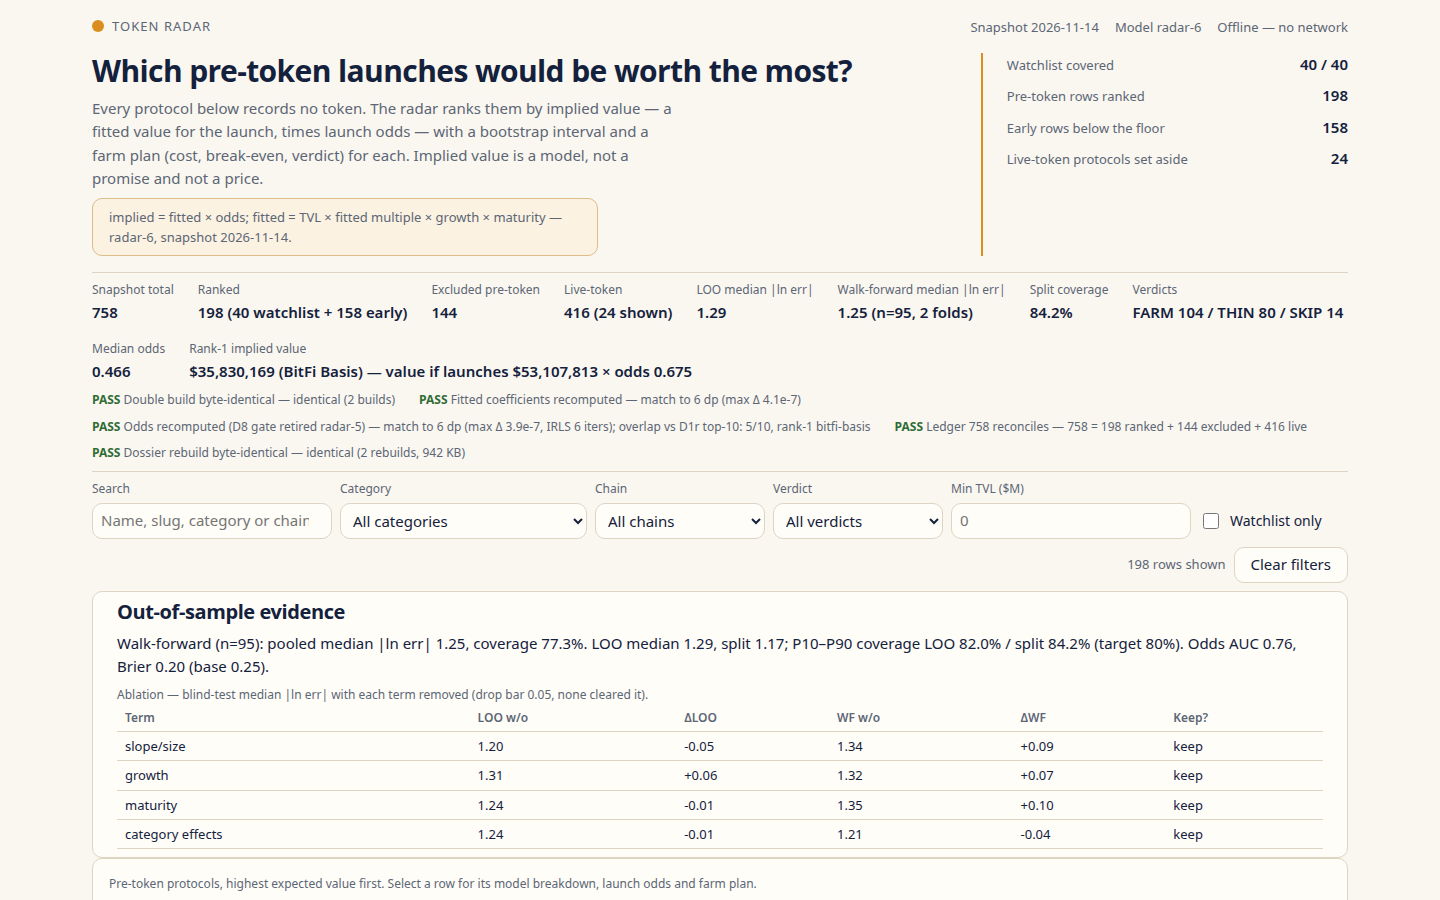 TOKEN RADAR
Snapshot 2026-11-14 Model radar-6 Offline — no network
Which pre-token launches would be worth the most?
Every protocol below records no token. The radar ranks them by implied value — a
fitted value for the launch, times launch odds — with a bootstrap interval and a
farm plan (cost, break-even, verdict) for each. Implied value is a model, not a
promise and not a price.
implied = fitted × odds; fitted = TVL × fitted multiple × growth × maturity —
radar-6, snapshot 2026-11-14.
Watchlist covered 40 / 40
Pre-token rows ranked 198
Early rows below the floor 158
Live-token protocols set aside 24
Snapshot total Ranked Excluded pre-token Live-token LOO median |ln err| Walk-forward median |ln err| Split coverage Verdicts
758 198 (40 watchlist + 158 early) 144 416 (24 shown) 1.29 1.25 (n=95, 2 folds) 84.2% FARM 104 / THIN 80 / SKIP 14
Median odds Rank-1 implied value
0.466 $35,830,169 (BitFi Basis) — value if launches $53,107,813 × odds 0.675
PASS Double build byte-identical — identical (2 builds) PASS Fitted coefficients recomputed — match to 6 dp (max Δ 4.1e-7)
PASS Odds recomputed (D8 gate retired radar-5) — match to 6 dp (max Δ 3.9e-7, IRLS 6 iters); overlap vs D1r top-10: 5/10, rank-1 bitfi-basis PASS Ledger 758 reconciles — 758 = 198 ranked + 144 excluded + 416 live
PASS Dossier rebuild byte-identical — identical (2 rebuilds, 942 KB)
Search Category Chain Verdict Min TVL ($M)
Name, slug, category or chain All categories All chains All verdicts 0 Watchlist only
198 rows shown Clear filters
Out-of-sample evidence
Walk-forward (n=95): pooled median |ln err| 1.25, coverage 77.3%. LOO median 1.29, split 1.17; P10–P90 coverage LOO 82.0% / split 84.2% (target 80%). Odds AUC 0.76,
Brier 0.20 (base 0.25).
Ablation — blind-test median |ln err| with each term removed (drop bar 0.05, none cleared it).
Term LOO w/o ΔLOO WF w/o ΔWF Keep?
slope/size 1.20 -0.05 1.34 +0.09 keep
growth 1.31 +0.06 1.32 +0.07 keep
maturity 1.24 -0.01 1.35 +0.10 keep
category effects 1.24 -0.01 1.21 -0.04 keep
Pre-token protocols, highest expected value first. Select a row for its model breakdown, launch odds and farm plan.